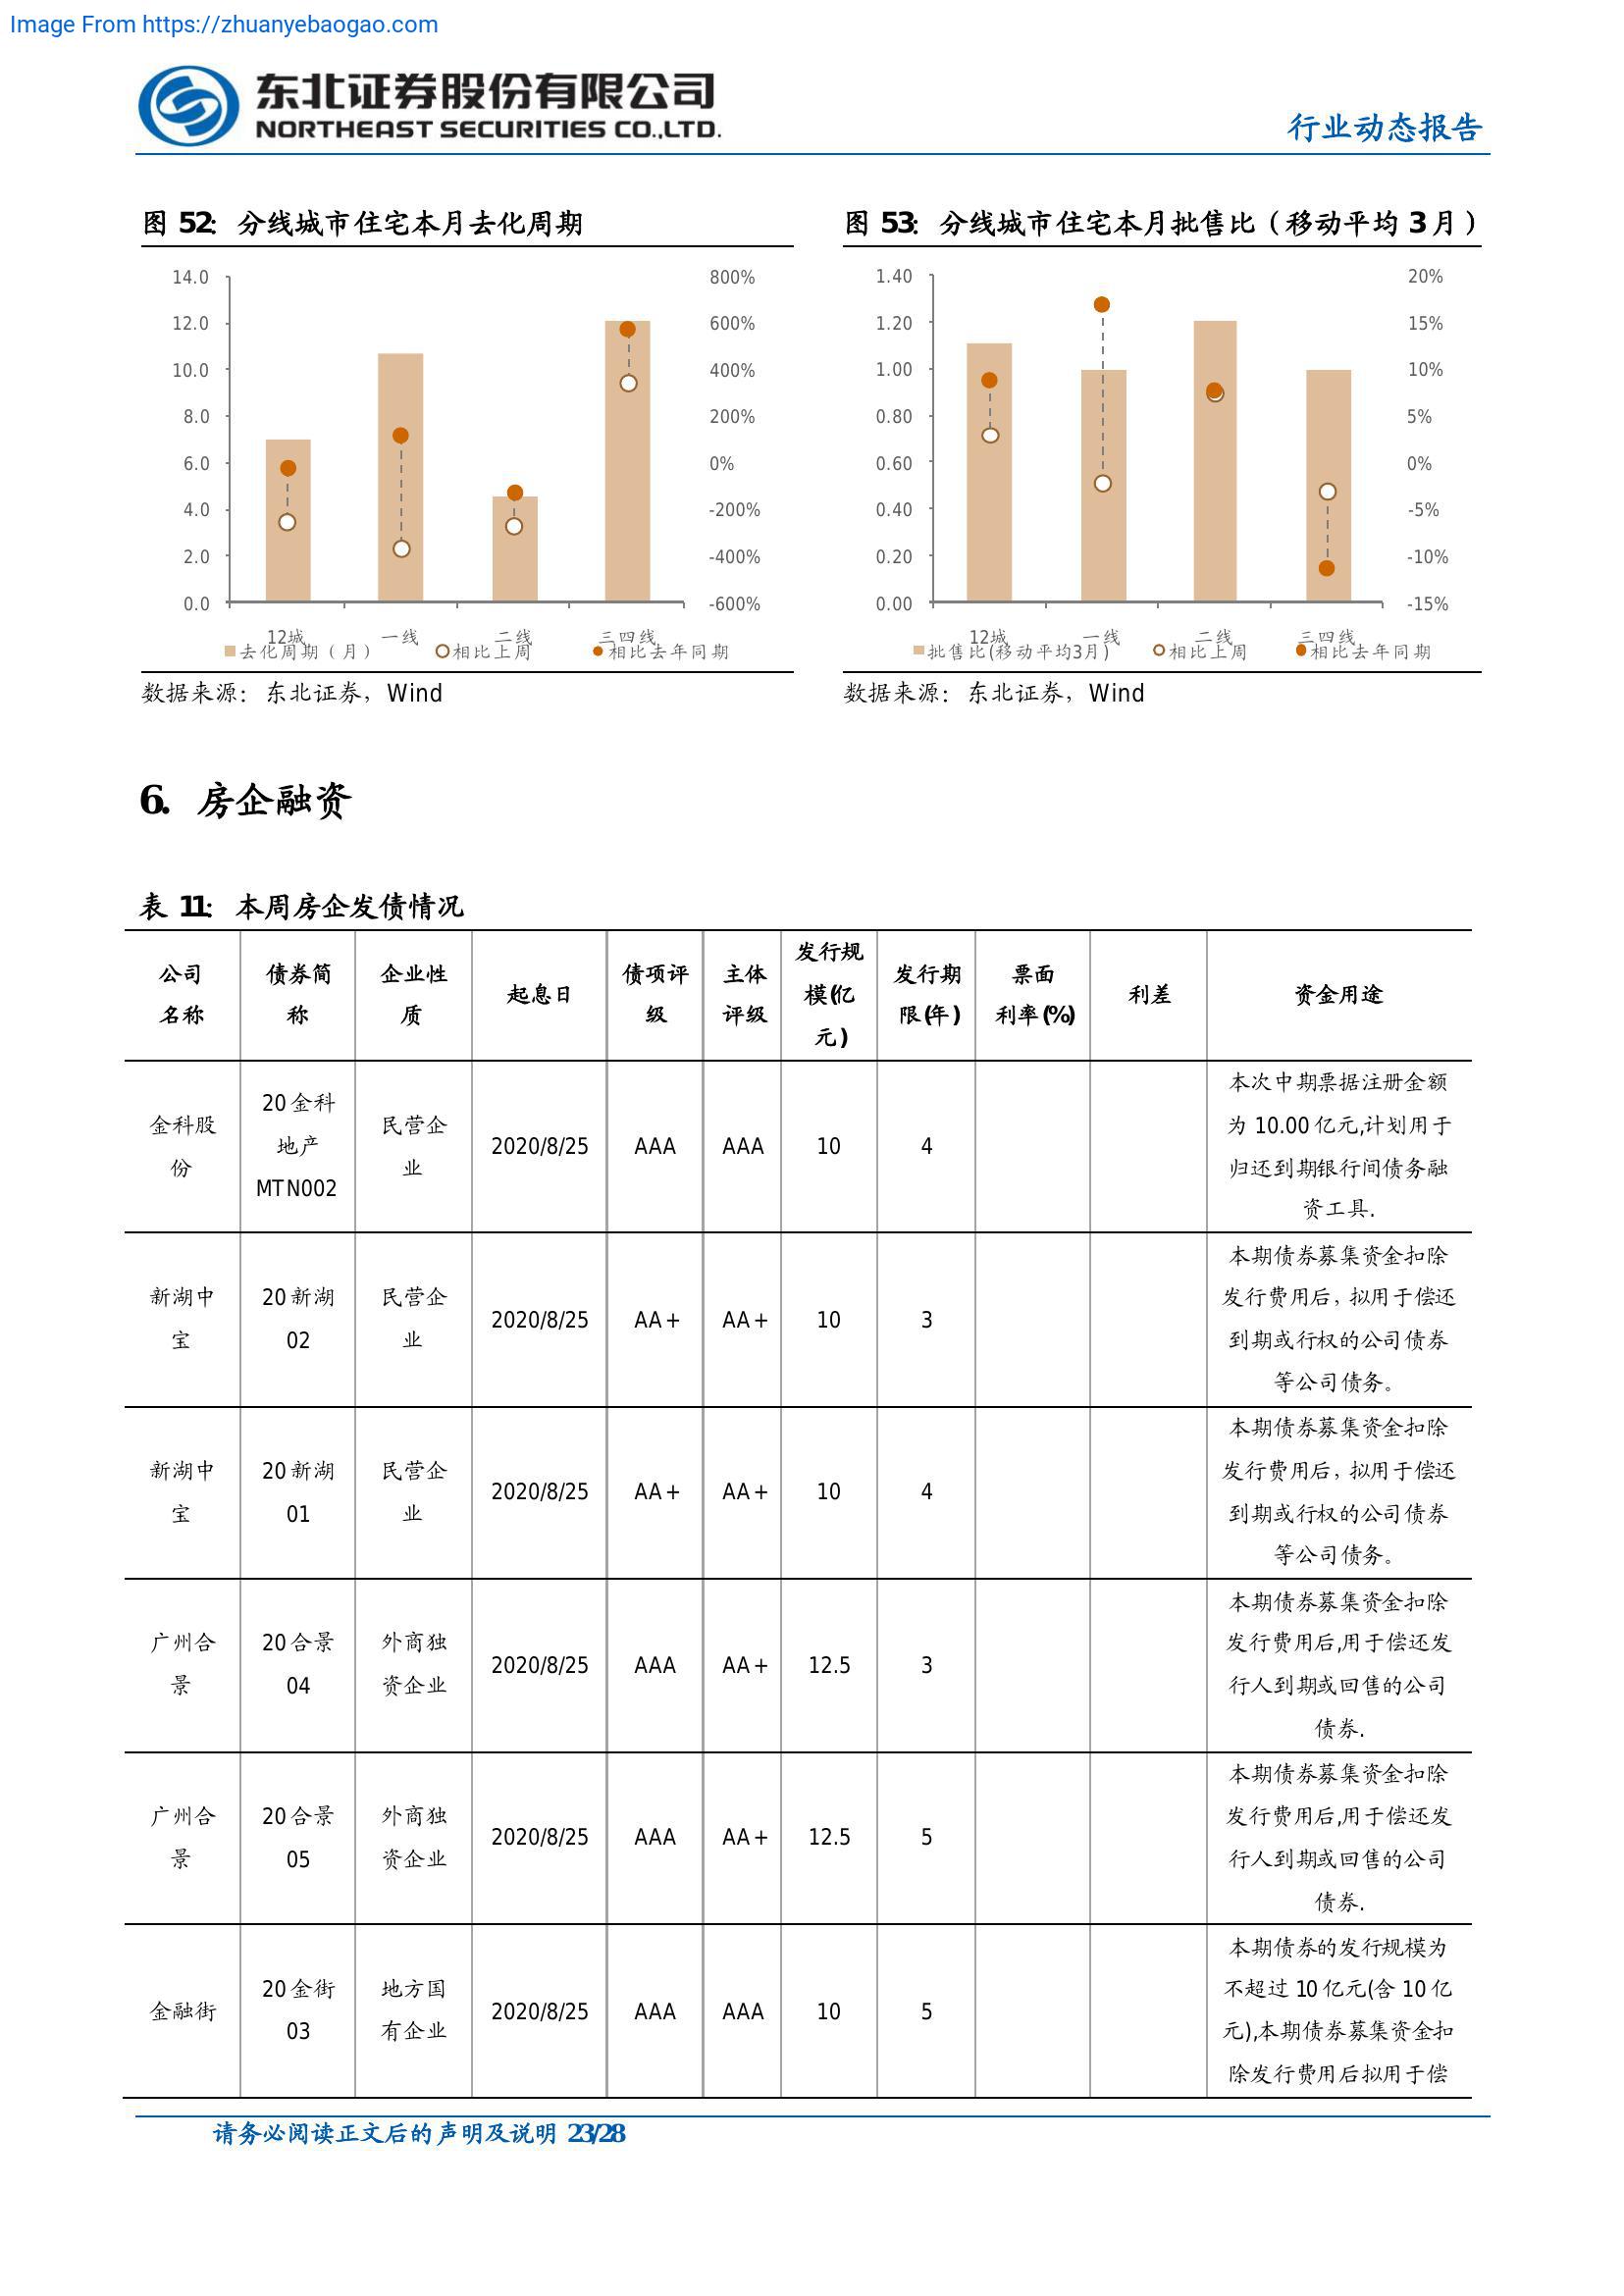 Image From https://zhuanyebaogao.com
东北证券股份有限公司
NORTHEAST SECURITIES CO.,LTD.
行业动态报告
图 52: 分线城市住宅本月去化周期
14.0
12.0
10.0
8.0
6.0
4.0
2.0
0.0
800%
600%
400%
200%
0%
-200%
-400%
-600%
12城 一线 二线 三四线
去化周期（月） 相比上周 相比去年同期
数据来源：东北证券，Wind
图 53: 分线城市住宅本月批售比（移动平均 3 月）
1.40
1.20
1.00
0.80
0.60
0.40
0.20
0.00
20%
15%
10%
5%
0%
-5%
-10%
-15%
12城 一线 二线 三四线
批售比(移动平均3月) 相比上周 相比去年同期
数据来源：东北证券，Wind
6. 房企融资
表 11: 本周房企发债情况
公司
名称
债券简
称
企业性
质
起息日
债项评
级
主体
评级
发行规
模(亿
元)
发行期
限(年)
票面
利率(%)
利差
资金用途
金科股
份
20 金科
地产
MTN002
民营企
业
2020/8/25
AAA
AAA
10
4
本次中期票据注册金额
为 10.00 亿元,计划用于
归还到期银行间债务融
资工具.
新湖中
宝
20 新湖
02
民营企
业
2020/8/25
AA+
AA+
10
3
本期债券募集资金扣除
发行费用后，拟用于偿还
到期或行权的公司债券
等公司债务。
新湖中
宝
20 新湖
01
民营企
业
2020/8/25
AA+
AA+
10
4
本期债券募集资金扣除
发行费用后，拟用于偿还
到期或行权的公司债券
等公司债务。
广州合
景
20 合景
04
外商独
资企业
2020/8/25
AAA
AA+
12.5
3
本期债券募集资金扣除
发行费用后,用于偿还发
行人到期或回售的公司
债券.
广州合
景
20 合景
05
外商独
资企业
2020/8/25
AAA
AA+
12.5
5
本期债券募集资金扣除
发行费用后,用于偿还发
行人到期或回售的公司
债券.
金融街
20 金街
03
地方国
有企业
2020/8/25
AAA
AAA
10
5
本期债券的发行规模为
不超过 10 亿元(含 10 亿
元),本期债券募集资金扣
除发行费用后拟用于偿
请务必阅读正文后的声明及说明 23/28